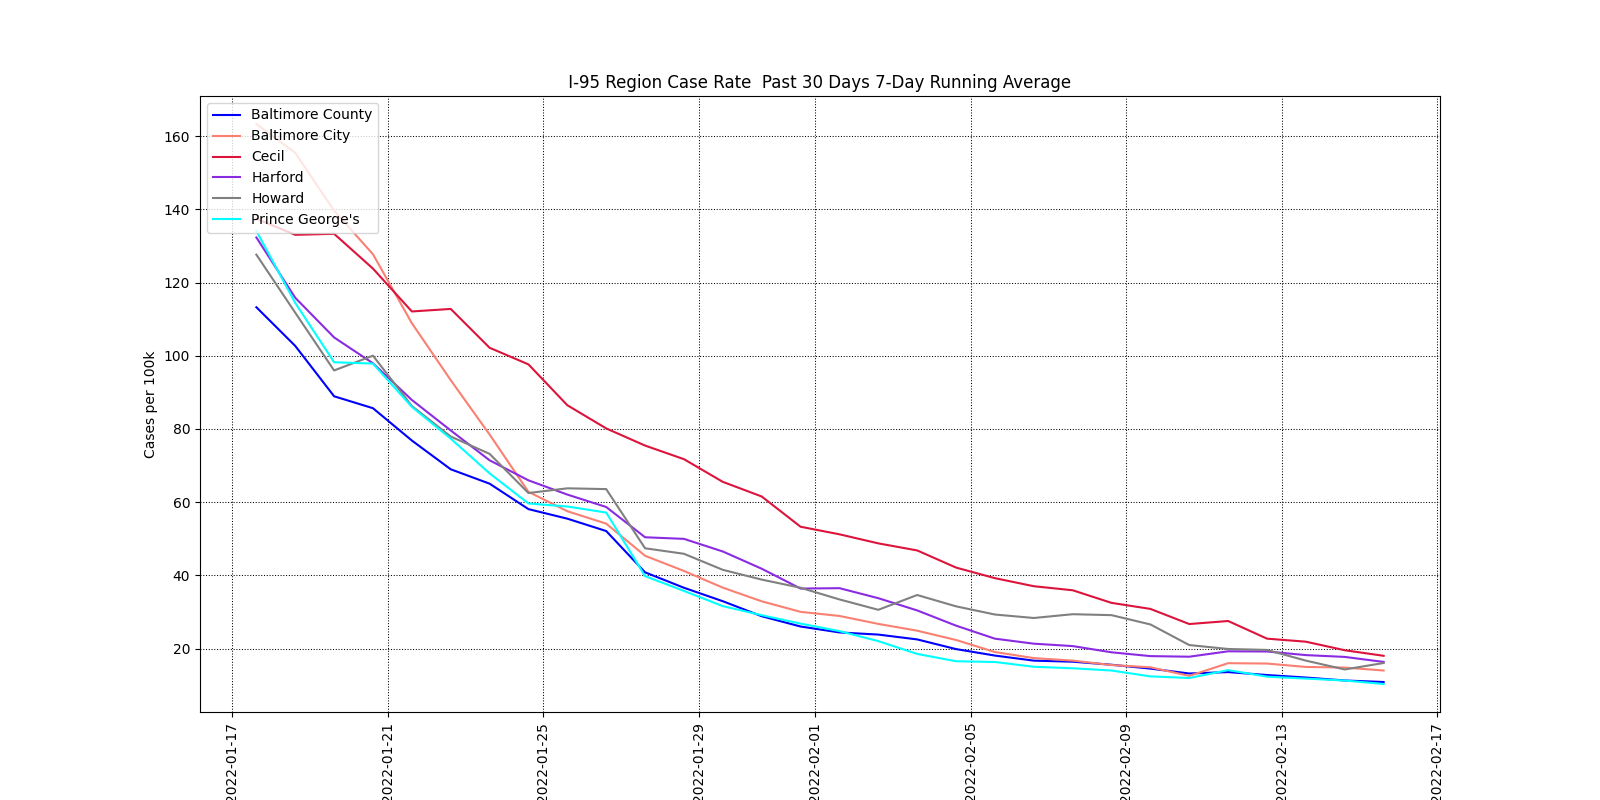 I-95 Region Case Rate  Past 30 Days 7-Day Running Average
Baltimore County
Baltimore City
Cecil
Harford
Howard
Prince George's
Cases per 100k
160
140
120
100
80
60
40
20
2022-01-17
2022-01-21
2022-01-25
2022-01-29
2022-02-01
2022-02-05
2022-02-09
2022-02-13
2022-02-17